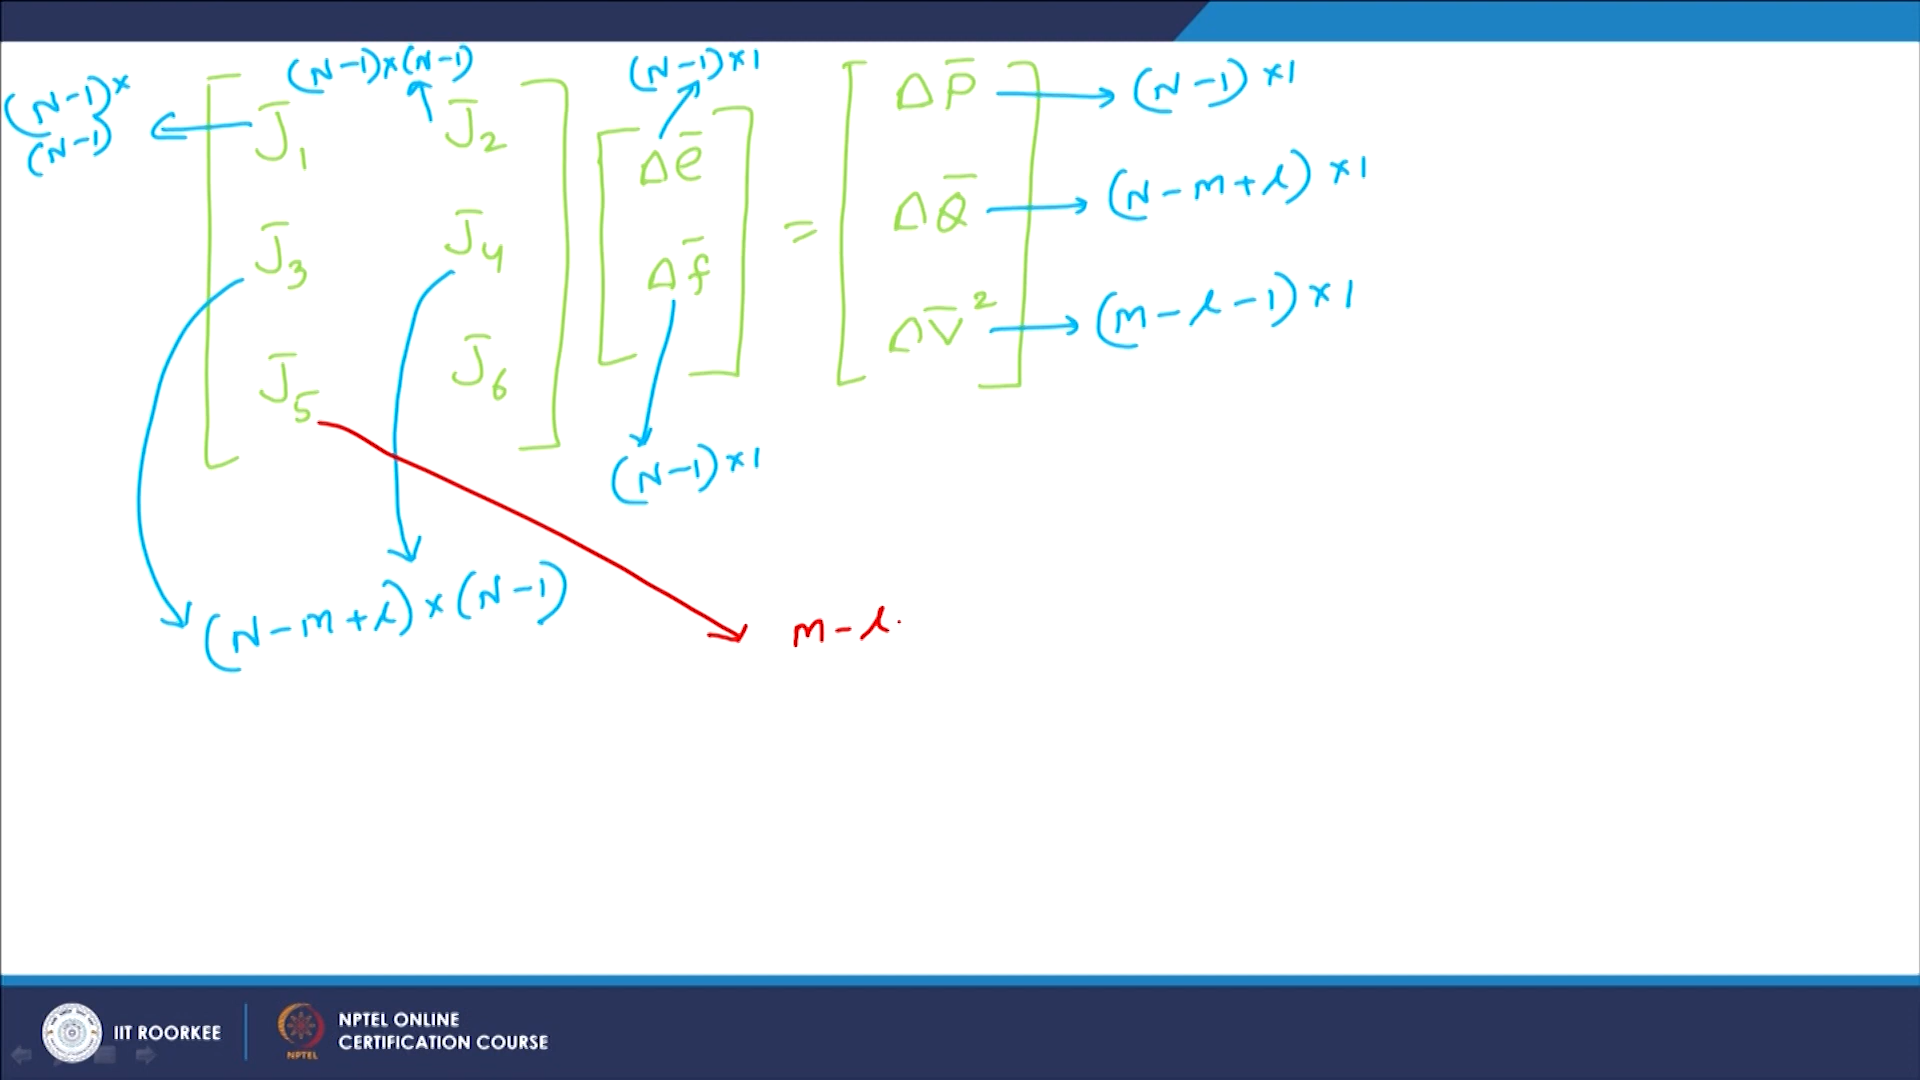 (N-1)×(N-1)
(N-1)×1
(N-1)×
(N-1)
J̄₁ J̄₂
Δē
ΔP̄
(N-1)×1
J̄₃ J̄₄
Δf̄
=
ΔQ̄
(N-m+l)×1
J̄₅ J̄₆
ΔV̄²
(m-l-1)×1
(N-1)×1
(N-m+l)×(N-1)
m-l
IIT ROORKEE
NPTEL
NPTEL ONLINE
CERTIFICATION COURSE